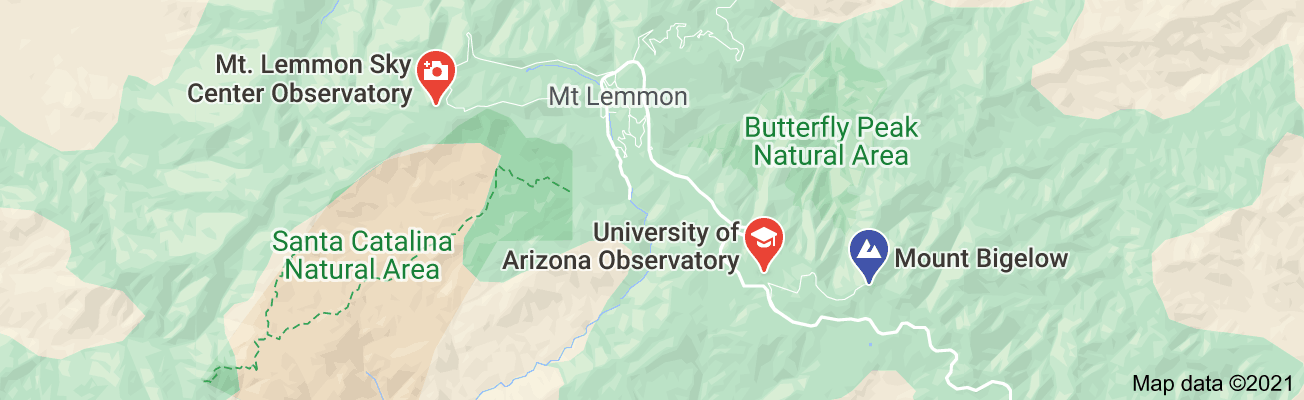 Mt. Lemmon Sky
Center Observatory
Mt Lemmon
Butterfly Peak
Natural Area
Santa Catalina
Natural Area
University of
Arizona Observatory
Mount Bigelow
Map data ©2021